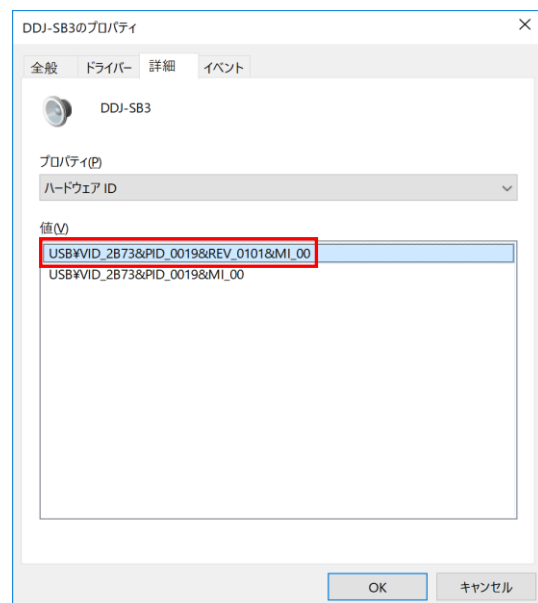 DDJ-SB3のプロパティ
全般 ドライバー 詳細 イベント
DDJ-SB3
プロパティ(P)
ハードウェア ID
値(V)
USB¥VID_2B73&PID_0019&REV_0101&MI_00
USB¥VID_2B73&PID_0019&MI_00
OK キャンセル